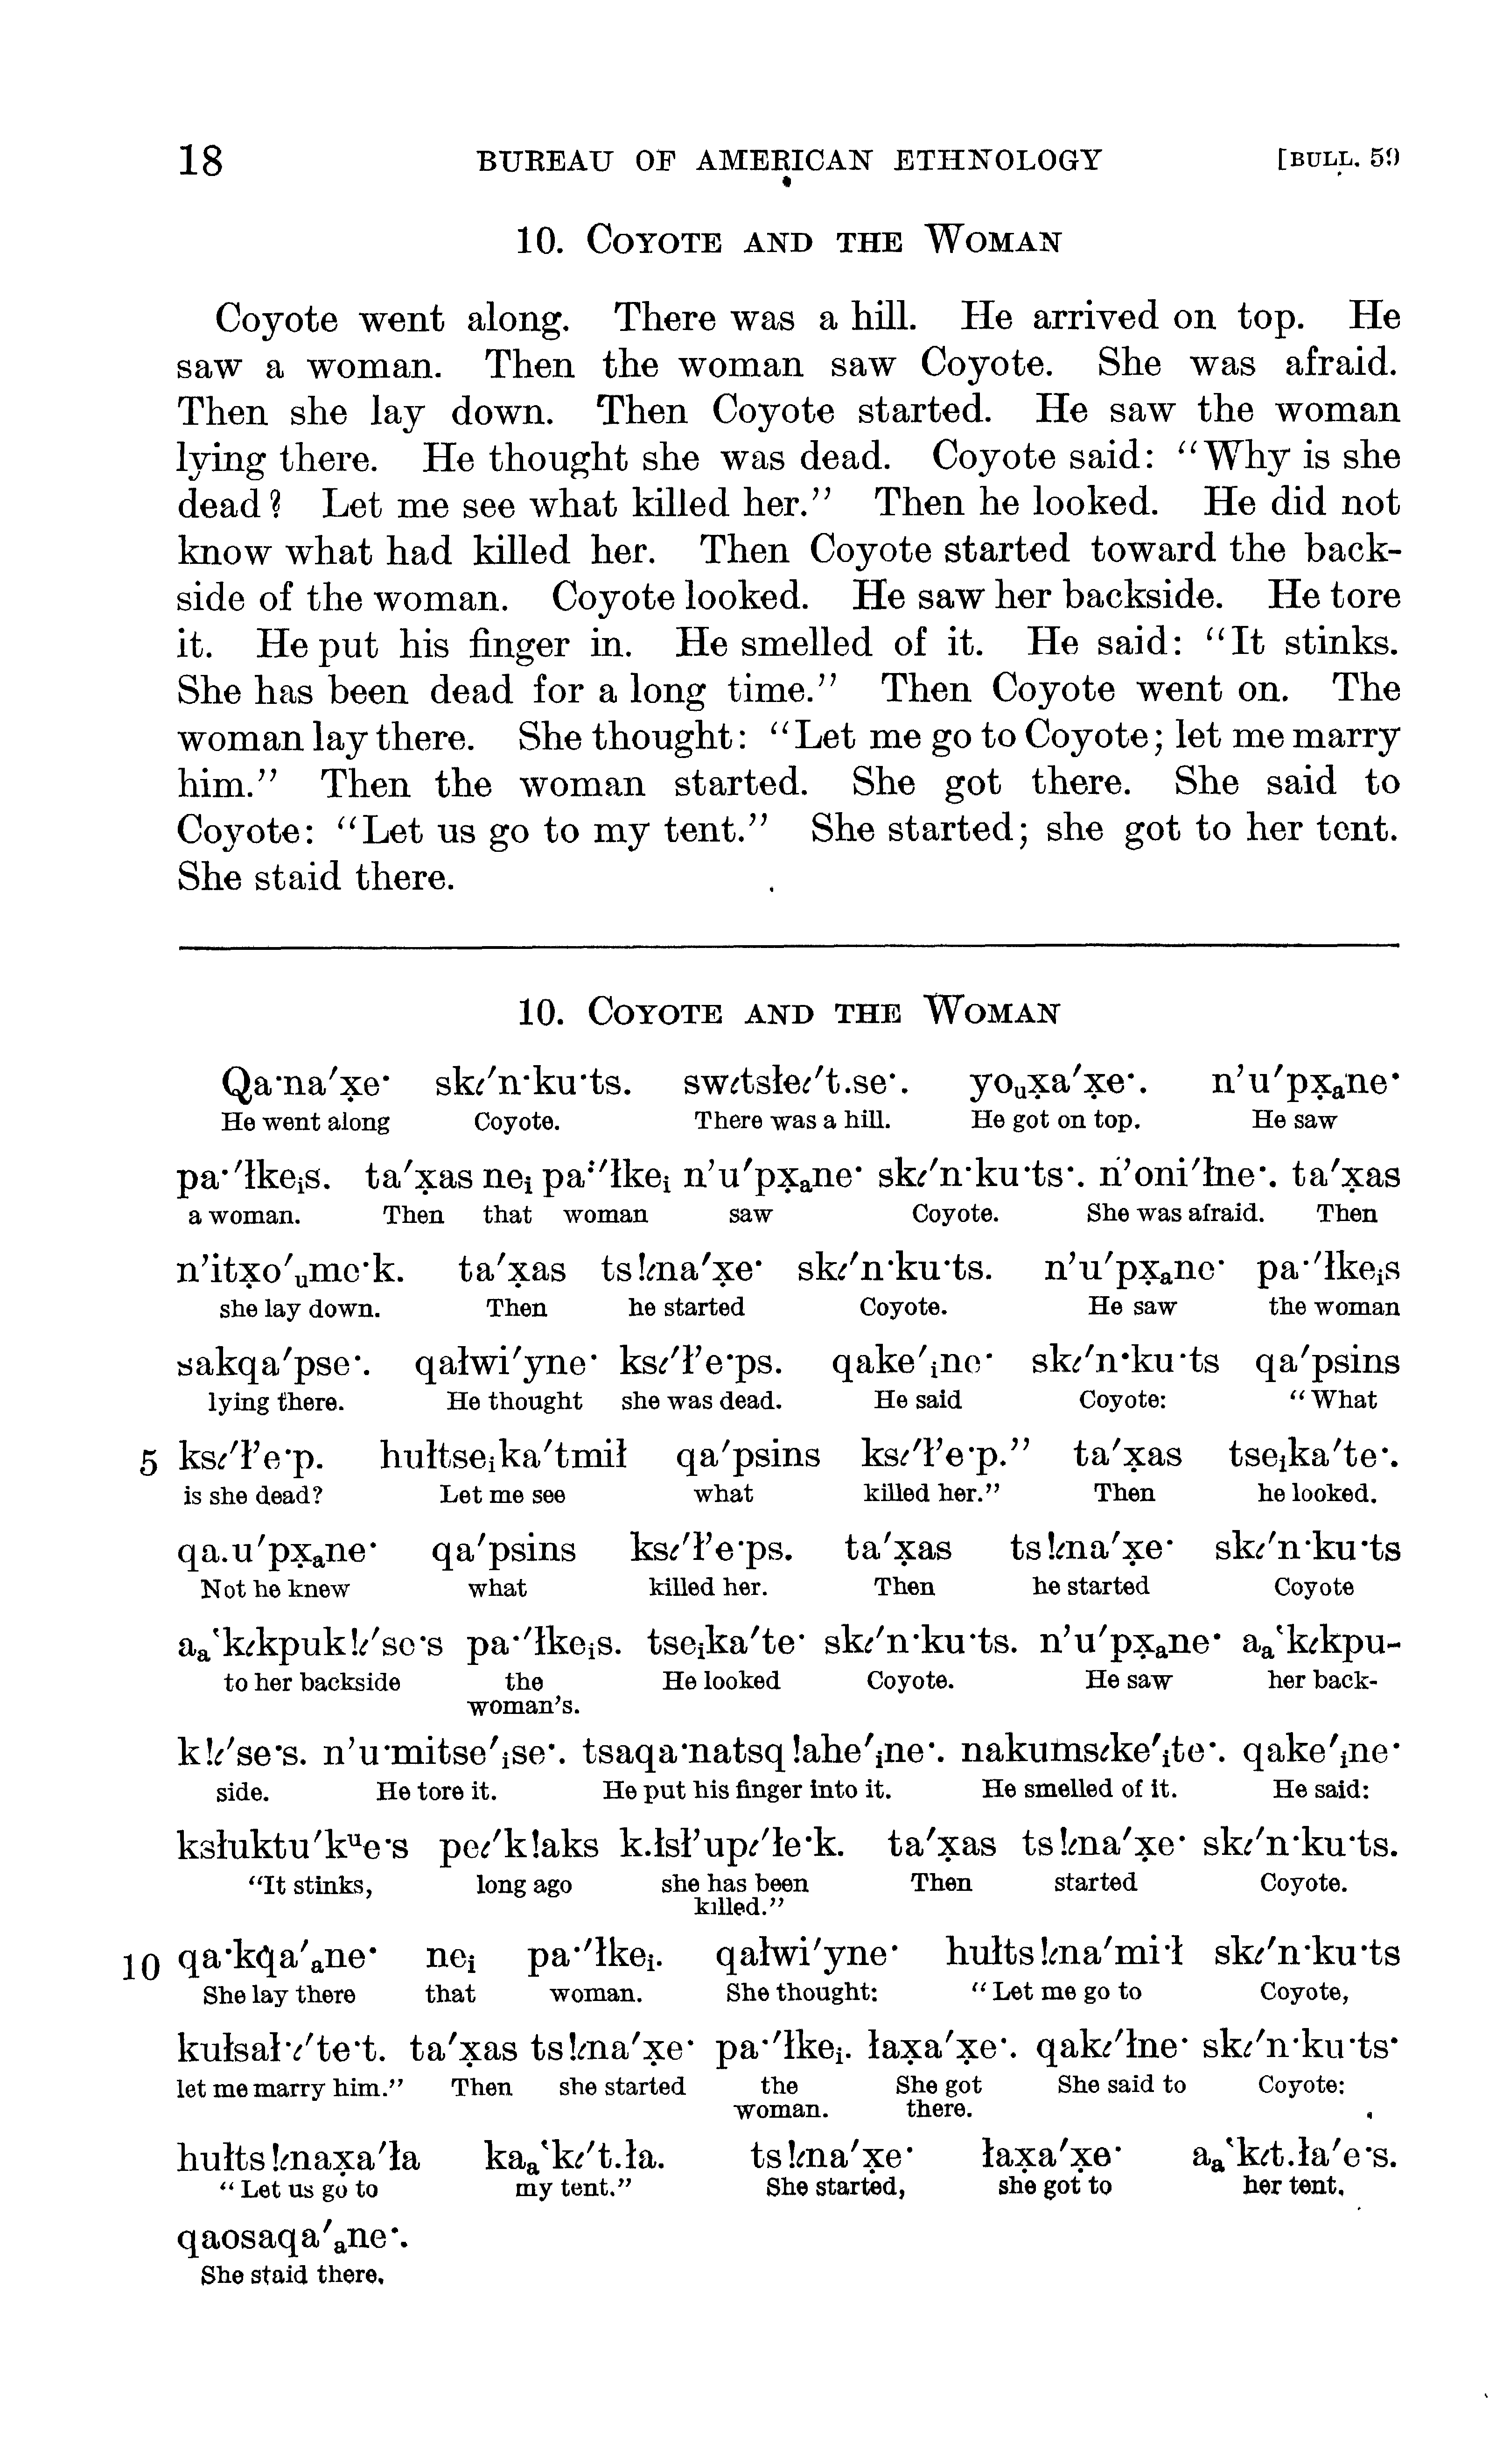 18 BUREAU OF AMERICAN ETHNOLOGY [BULL. 59
10. COYOTE AND THE WOMAN
Coyote went along. There was a hill. He arrived on top. He
saw a woman. Then the woman saw Coyote. She was afraid.
Then she lay down. Then Coyote started. He saw the woman
lying there. He thought she was dead. Coyote said: “Why is she
dead? Let me see what killed her.” Then he looked. He did not
know what had killed her. Then Coyote started toward the back-
side of the woman. Coyote looked. He saw her backside. He tore
it. He put his finger in. He smelled of it. He said: “It stinks.
She has been dead for a long time.” Then Coyote went on. The
woman lay there. She thought: “Let me go to Coyote; let me marry
him.” Then the woman started. She got there. She said to
Coyote: “Let us go to my tent.” She started; she got to her tent.
She staid there.
10. COYOTE AND THE WOMAN
Qa·na′x̣e· skɩ′n·ku·ts. swɩtsłeɩ′t.se·. yoᵤx̣a′x̣e·. n’u′px̣ₐne·
He went along Coyote. There was a hill. He got on top. He saw
pa·′łkeᵢs. ta′x̣as neᵢ pa·′łkeᵢ n’u′px̣ₐne· skɩ′n·ku·ts·. n’oni′łne·. ta′x̣as
a woman. Then that woman saw Coyote. She was afraid. Then
n’itx̣o′ᵤme·k. ta′x̣as ts!ɩna′x̣e· skɩ′n·ku·ts. n’u′px̣ₐne· pa·′łkeᵢs
she lay down. Then he started Coyote. He saw the woman
sakqa′pse·. qałwi′yne· ksɩ′ł’e·ps. qake′ᵢne· skɩ′n·ku·ts qa′psins
lying there. He thought she was dead. He said Coyote: “What
5 ksɩ′ł’e·p. hułtseᵢka′tmił qa′psins ksɩ′ł’e·p.” ta′x̣as tseᵢka′te·.
is she dead? Let me see what killed her.” Then he looked.
qa.u′px̣ₐne· qa′psins ksɩ′ł’e·ps. ta′x̣as ts!ɩna′x̣e· skɩ′n·ku·ts
Not he knew what killed her. Then he started Coyote
aₐ‘kɩkpuk!ɩ′se·s pa·′łkeᵢs. tseᵢka′te· skɩ′n·ku·ts. n’u′px̣ₐne· aₐ‘kɩkpu-
to her backside the He looked Coyote. He saw her back-
woman’s.
k!ɩ′se·s. n’u·mitse′ᵢse·. tsaqa·natsq!ahe′ᵢne·. nakumsɩke′ᵢte·. qake′ᵢne·
side. He tore it. He put his finger into it. He smelled of it. He said:
ksłuktu′kᵘe·s peɩ′k!aks k.łsł’upɩ′łe·k. ta′x̣as ts!ɩna′x̣e· skɩ′n·ku·ts.
“It stinks, long ago she has been Then started Coyote.
killed.”
10 qa·kqa′ₐne· neᵢ pa·′łkeᵢ. qałwi′yne· hułts!ɩna′mi·ł skɩ′n·ku·ts
She lay there that woman. She thought: “Let me go to Coyote,
kułsał·ɩ′te·t. ta′x̣as ts!ɩna′x̣e· pa·′łkeᵢ. łax̣a′x̣e·. qakɩ′łne· skɩ′n·ku·ts·
let me marry him.” Then she started the She got She said to Coyote:
woman. there.
hułts!ɩnax̣a′ła kaₐ‘kɩ′t.ła. ts!ɩna′x̣e· łax̣a′x̣e· aₐ‘kɩt.ła′e·s.
“Let us go to my tent.” She started, she got to her tent.
qaosaqa′ₐne·.
She staid there.